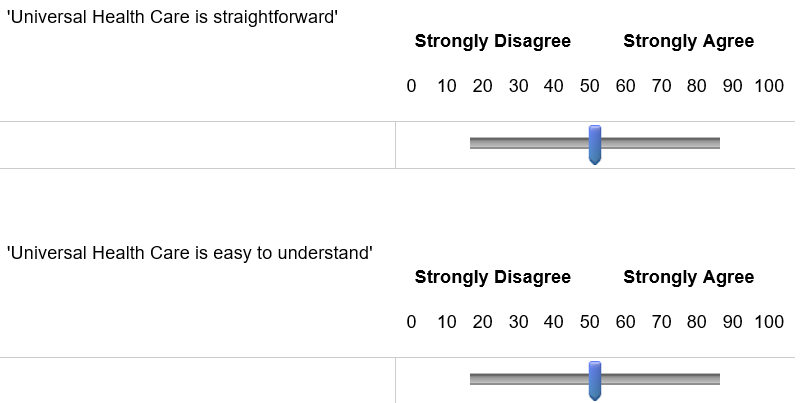 'Universal Health Care is straightforward'
Strongly Disagree Strongly Agree
0 10 20 30 40 50 60 70 80 90 100
'Universal Health Care is easy to understand'
Strongly Disagree Strongly Agree
0 10 20 30 40 50 60 70 80 90 100